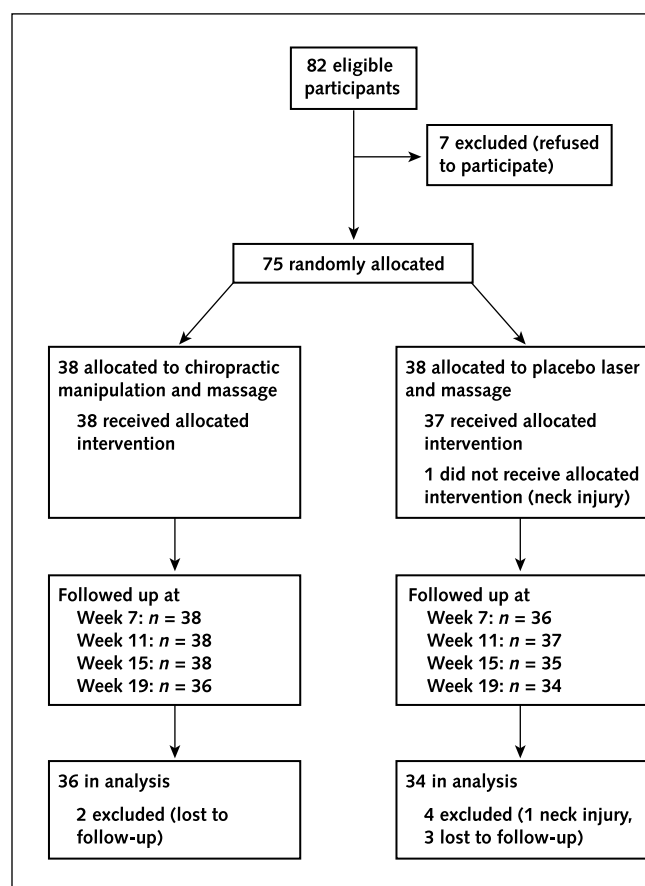 82 eligible
participants
7 excluded (refused
to participate)
75 randomly allocated
38 allocated to chiropractic
manipulation and massage
38 received allocated
intervention
38 allocated to placebo laser
and massage
37 received allocated
intervention
1 did not receive allocated
intervention (neck injury)
Followed up at
Week 7: n = 38
Week 11: n = 38
Week 15: n = 38
Week 19: n = 36
Followed up at
Week 7: n = 36
Week 11: n = 37
Week 15: n = 35
Week 19: n = 34
36 in analysis
2 excluded (lost to
follow-up)
34 in analysis
4 excluded (1 neck injury,
3 lost to follow-up)